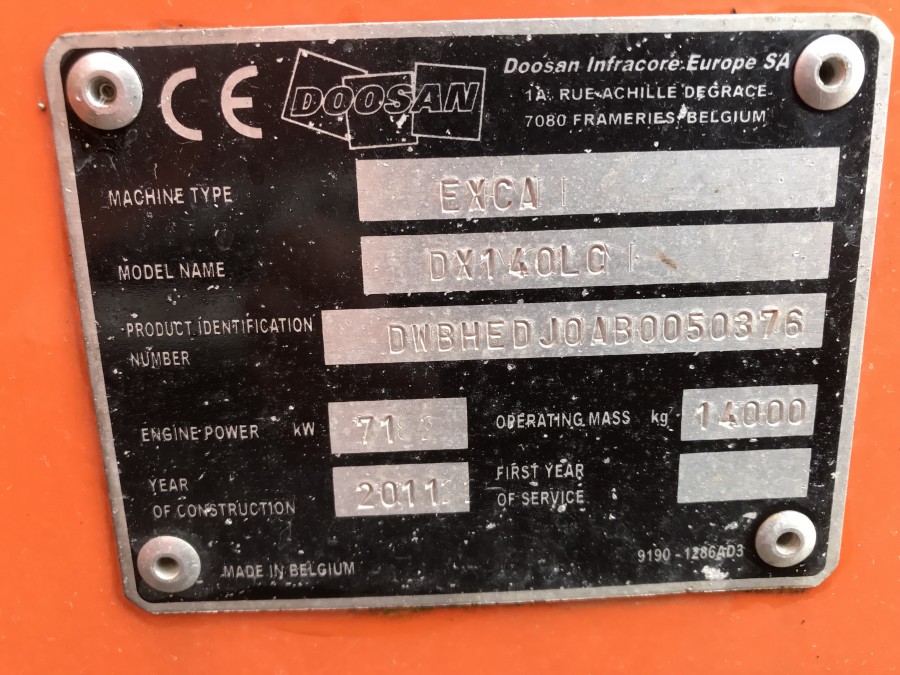 CE
DOOSAN
Doosan Infracore Europe SA
1A, RUE ACHILLE DEGRACE
7080 FRAMERIES, BELGIUM
MACHINE TYPE EXCA
MODEL NAME DX140LC
PRODUCT IDENTIFICATION
NUMBER DWBHEDJ0AB0050376
ENGINE POWER kW 71
OPERATING MASS kg 14000
YEAR
OF CONSTRUCTION 2011
FIRST YEAR
OF SERVICE
MADE IN BELGIUM
9190-1286AD3